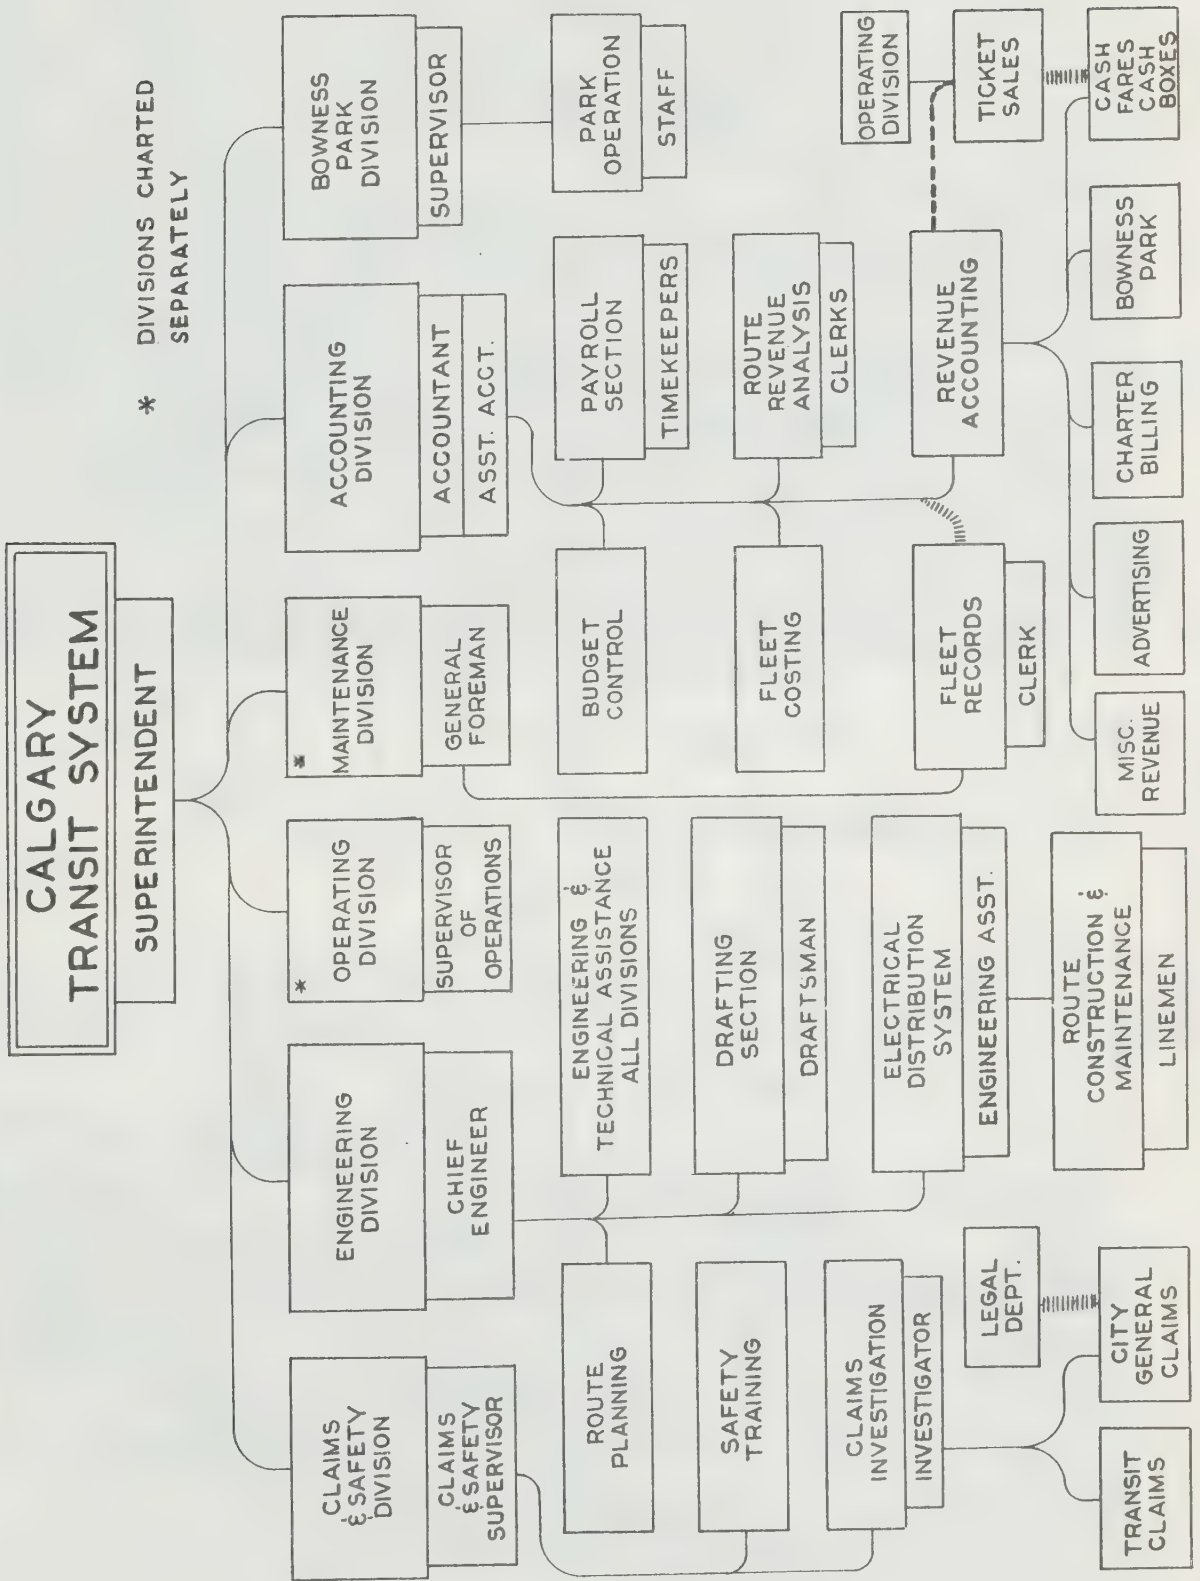 CALGARY
TRANSIT SYSTEM
SUPERINTENDENT
* DIVISIONS CHARTED
SEPARATELY
CLAIMS
& SAFETY
DIVISION
CLAIMS
& SAFETY
SUPERVISOR
ENGINEERING
DIVISION
CHIEF
ENGINEER
*
OPERATING
DIVISION
SUPERVISOR
OF
OPERATIONS
*
MAINTENANCE
DIVISION
GENERAL
FOREMAN
ACCOUNTING
DIVISION
ACCOUNTANT
ASST. ACCT.
BOWNESS
PARK
DIVISION
SUPERVISOR
ROUTE
PLANNING
ENGINEERING &
TECHNICAL ASSISTANCE
ALL DIVISIONS
BUDGET
CONTROL
PAYROLL
SECTION
TIMEKEEPERS
PARK
OPERATION
STAFF
SAFETY
TRAINING
DRAFTING
SECTION
DRAFTSMAN
FLEET
COSTING
ROUTE
REVENUE
ANALYSIS
CLERKS
CLAIMS
INVESTIGATION
INVESTIGATOR
ELECTRICAL
DISTRIBUTION
SYSTEM
ENGINEERING ASST.
FLEET
RECORDS
CLERK
REVENUE
ACCOUNTING
OPERATING
DIVISION
TICKET
SALES
LEGAL
DEPT.
TRANSIT
CLAIMS
CITY
GENERAL
CLAIMS
ROUTE
CONSTRUCTION &
MAINTENANCE
LINEMEN
MISC.
REVENUE
ADVERTISING
CHARTER
BILLING
BOWNESS
PARK
CASH
FARES
CASH
BOXES